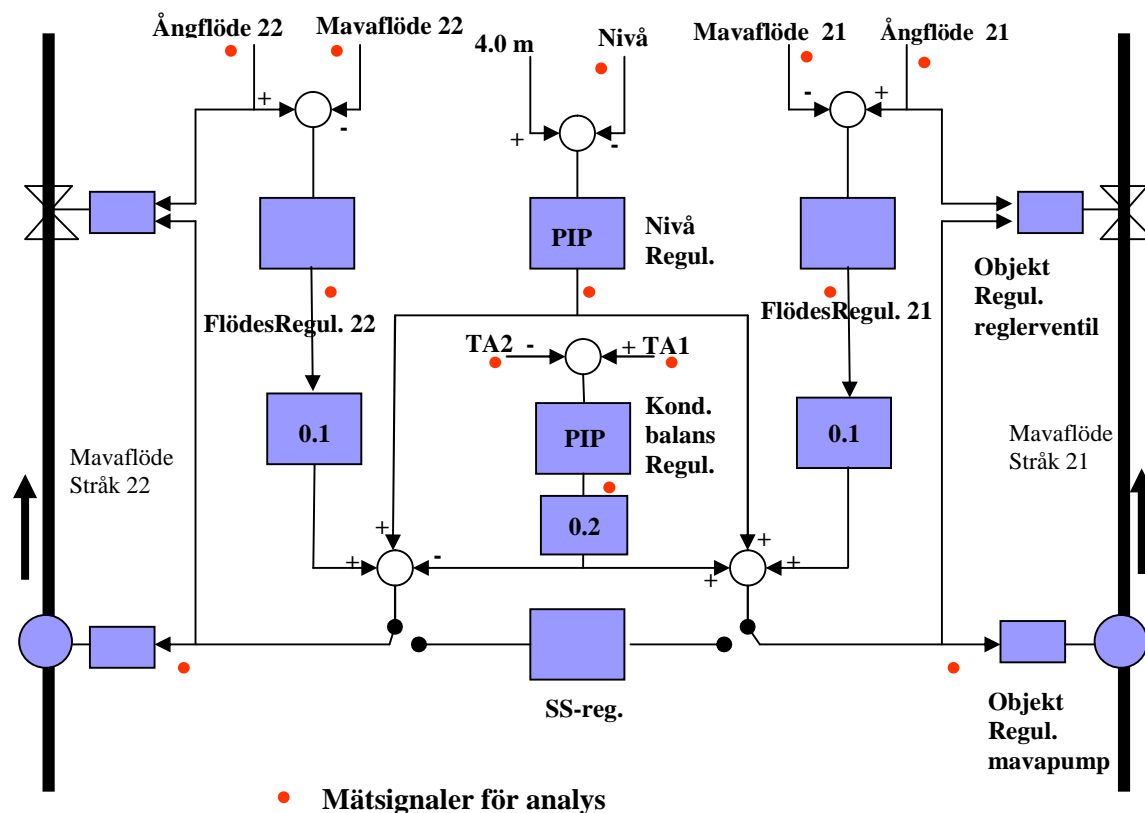 Ångflöde 22
Mavaflöde 22
4.0 m
Nivå
Mavaflöde 21
Ångflöde 21
+
-
+
-
-
+
PIP
Nivå
Regul.
Objekt
Regul.
reglerventil
FlödesRegul. 22
FlödesRegul. 21
TA2 -
+ TA1
0.1
PIP
Kond.
balans
Regul.
0.1
Mavaflöde
Stråk 22
Mavaflöde
Stråk 21
0.2
+
+
-
+
+
+
SS-reg.
Objekt
Regul.
mavapump
Mätsignaler för analys